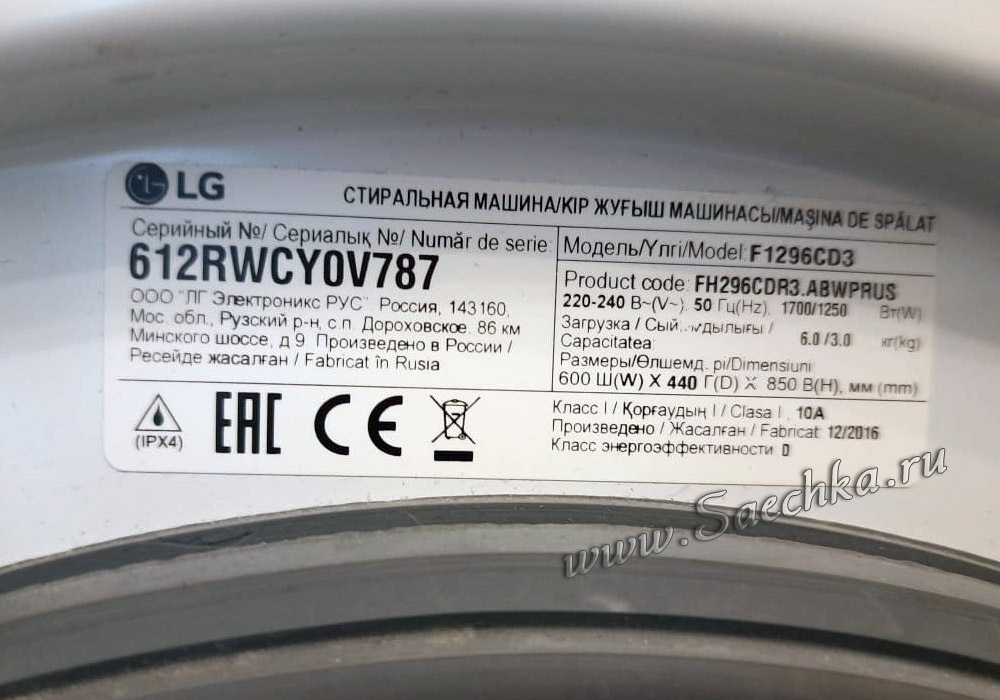 LG
СТИРАЛЬНАЯ МАШИНА/КІР ЖУҒЫШ МАШИНАСЫ/MAȘINA DE SPĂLAT
Серийный №/ Сериалық №/ Număr de serie:
612RWCY0V787
ООО "ЛГ Электроникс РУС" Россия, 143160,
Мос. обл., Рузский р-н, с.п. Дороховское. 86 км
Минского шоссе, д 9 Произведено в России /
Ресейде жасалған / Fabricat în Rusia
Модель/Үлгі/Model: F1296CD3
Product code: FH296CDR3.ABWPRUS
220-240 В~(V~) 50 Гц(Hz) 1700/1250 Вт(W)
Загрузка /
Capacitatea: 6.0/3.0 кг(kg)
Размеры/Dimensiuni
600 Ш(W) X 440 Г(D) X 850 В(H), мм (mm)
(IPX4)
EAC CE
Класс I / Қорғаудың I / Clasa I. 10A
Произведено / Жасалған / Fabricat 12/2016
Класс энергоэффективности D
www.Saechka.ru